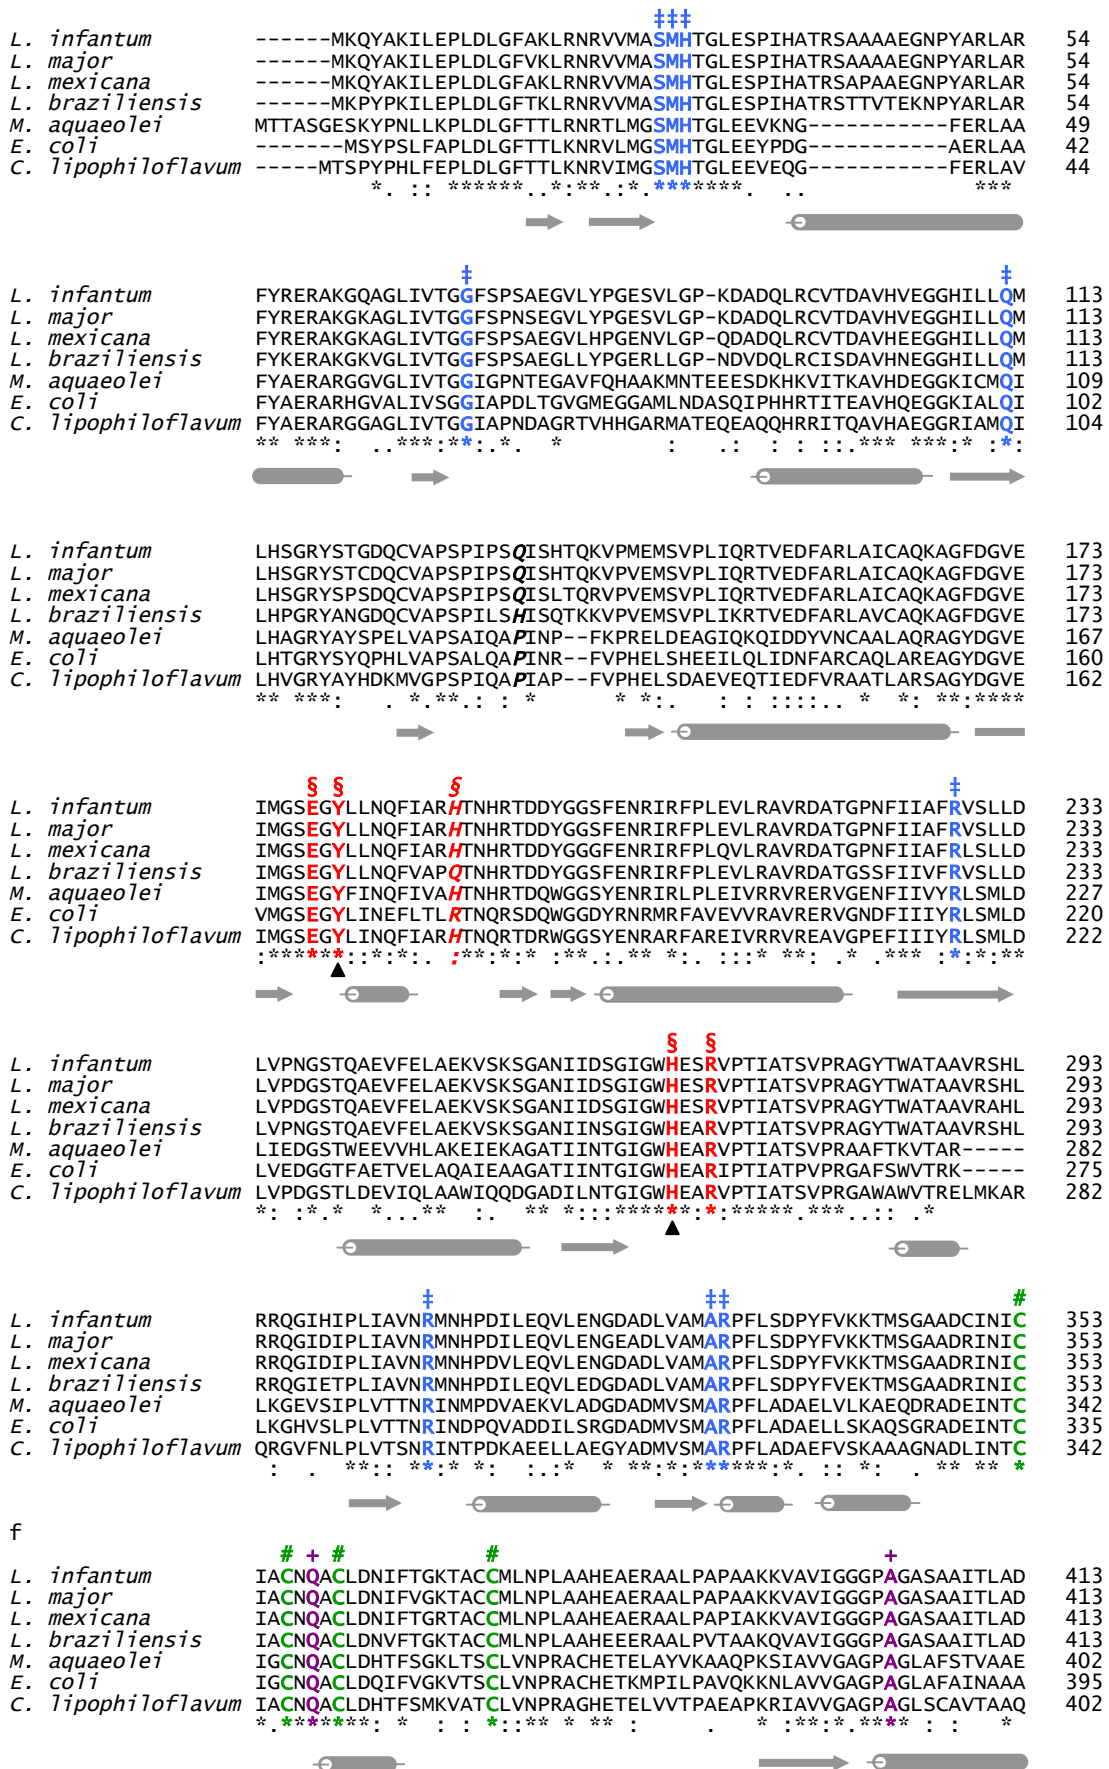 ‡‡‡
L. infantum ------MKQYAKILEPLDLGFAKLRNRVVMASMHTGLESPIHATRSAAAAEGNPYARLAR 54
L. major ------MKQYAKILEPLDLGFVKLRNRVVMASMHTGLESPIHATRSAAAAEGNPYARLAR 54
L. mexicana ------MKQYAKILEPLDLGFAKLRNRVVMASMHTGLESPIHATRSAPAAEGNPYARLAR 54
L. braziliensis ------MKPYPKILEPLDLGFTKLRNRVVMASMHTGLESPIHATRSTTVTEKNPYARLAR 54
M. aquaeolei MTTASGESKYPNLLKPLDLGFTTLRNRTLMGSMHTGLEEVKNG-----------FERLAA 49
E. coli ------MSYPSLFAPLDLGFTTLKNRVLMGSMHTGLEEYPDG-----------AERLAA 42
C. lipophiloflavum -----MTSPYPHLFEPLDLGFTTLKNRVIMGSMHTGLEEVEQG-----------FERLAV 44
*. :: ******..*:**.:*.*******. .. ***
‡ ‡
L. infantum FYRERAKGQAGLIVTGGFSPSAEGVLYPGESVLGP-KDADQLRCVTDAVHVEGGHILLQM 113
L. major FYRERAKGKAGLIVTGGFSPNSEGVLYPGESVLGP-KDADQLRCVTDAVHVEGGHILLQM 113
L. mexicana FYRERAKGKAGLIVTGGFSPSAEGVLHPGENVLGP-QDADQLRCVTDAVHEEGGHILLQM 113
L. braziliensis FYKERAKGKVGLIVTGGFSPSAEGLLYPGERLLGP-NDVDQLRCISDAVHNEGGHILLQM 113
M. aquaeolei FYAERARGGVGLIVTGGIGPNTEGAVFQHAAKMNTEEESDKHKVITKAVHDEGGKICMQI 109
E. coli FYAERARHGVALIVSGGIAPDLTGVGMEGGAMLNDASQIPHHRTITEAVHQEGGKIALQI 102
C. lipophiloflavum FYAERARGGAGLIVTGGIAPNDAGRTVHHGARMATEQEAQQHRRITQAVHAEGGRIAMQI 104
** ***: ..***:**:.*. * : .: : ::.*** ***:* :*:
L. infantum LHSGRYSTGDQCVAPSPIPSQISHTQKVPMEMSVPLIQRTVEDFARLAICAQKAGFDGVE 173
L. major LHSGRYSTCDQCVAPSPIPSQISHTQKVPVEMSVPLIQRTVEDFARLAICAQKAGFDGVE 173
L. mexicana LHSGRYSPSDQCVAPSPIPSQISLTQRVPVEMSVPLIQRTVEDFARLAICAQKAGFDGVE 173
L. braziliensis LHPGRYANGDQCVAPSPILSHISQTKKVPVEMSVPLIKRTVEDFARLAVCAQKAGFDGVE 173
M. aquaeolei LHAGRYAYSPELVAPSAIQAPINP--FKPRELDEAGIQKQIDDYVNCAALAQRAGYDGVE 167
E. coli LHTGRYSYQPHLVAPSALQAPINR--FVPHELSHEEILQLIDNFARCAQLAREAGYDGVE 160
C. lipophiloflavum LHVGRYAYHDKMVGPSPIQAPIAP--FVPHELSDAEVEQTIEDFVRAATLARSAGYDGVE 162
** ***: . *.**.: : * * *:. : : ::::.. * *: **:****
§ § § ‡
L. infantum IMGSEGYLLNQFIARHTNHRTDDYGGSFENRIRFPLEVLRAVRDATGPNFIIAFRVSLLD 233
L. major IMGSEGYLLNQFIARHTNHRTDDYGGSFENRIRFPLEVLRAVRDATGPNFIIAFRVSLLD 233
L. mexicana IMGSEGYLLNQFIARHTNHRTDDYGGGFENRIRFPLQVLRAVRDATGPNFIIAFRLSLLD 233
L. braziliensis IMGSEGYLLNQFVAPQTNHRTDDYGGSFENRIRFPLEVLRAVRDATGSSFIIVFRVSLLD 233
M. aquaeolei IMGSEGYFINQFIVAHTNHRTDQWGGSYENRIRLPLEIVRRVRERVGENFIIVYRLSMLD 227
E. coli VMGSEGYLINEFLTLRTNQRSDQWGGDYRNRMRFAVEVVRAVRERVGNDFIIIYRLSMLD 220
C. lipophiloflavum IMGSEGYLINQFIARHTNQRTDRWGGSYENRARFAREIVRRVREAVGPEFIIIYRLSMLD 222
:******::*:*:. :**:*:* :**.:.** *:. *::* **: .* .*** :*:*:**
▲
§ §
L. infantum LVPNGSTQAEVFELAEKVSKSGANIIDSGIGWHESRVPTIATSVPRAGYTWATAAVRSHL 293
L. major LVPDGSTQAEVFELAEKVSKSGANIIDSGIGWHESRVPTIATSVPRAGYTWATAAVRSHL 293
L. mexicana LVPDGSTQAEVFELAEKVSKSGANIIDSGIGWHESRVPTIATSVPRAGYTWATAAVRAHL 293
L. braziliensis LVPNGSTQAEVFELAEKVSKSGANIINSGIGWHEARVPTIATSVPRAGYTWATAAVRSHL 293
M. aquaeolei LIEDGSTWEEVVHLAKEIEKAGATIINTGIGWHEARVPTIATSVPRAAFTKVTAR----- 282
E. coli LVEDGGTFAETVELAQAIEAAGATIINTGIGWHEARIPTIATPVPRGAFSWVTRK----- 275
C. lipophiloflavum LVPDGSTLDEVIQLAAWIQQDGADILNTGIGWHEARVPTIATSVPRGAWAWVTRELMKAR 282
*: :*.* *...** :. ** *:::******:*:*****.***..:: .*
▲
‡ ‡‡ #
L. infantum RRQGIHIPLIAVNRMNHPDILEQVLENGDADLVAMARPFLSDPYFVKKTMSGAADCINIC 353
L. major RRQGIDIPLIAVNRMNHPDILEQVLENGDADLVAMARPFLSDPYFVKKTMSGAADRINIC 353
L. mexicana RRQGIDIPLIAVNRMNHPDVLEQVLENGEADLVAMARPFLSDPYFVKKTMSGAADRINIC 353
L. braziliensis RRQGIETPLIAVNRMNHPDILEQVLEDGDADLVAMARPFLSDPYFVEKTMSGAADRINIC 353
M. aquaeolei LKGEVSIPLVTTNRINMPDVAEKVLADGDADMVSMARPFLADAELVLKAEQDRADEINTC 342
E. coli LKGHVSLPLVTTNRINDPQVADDILSRGDADMVSMARPFLADAELLSKAQSGRADEINTC 335
C. lipophiloflavum QRGVFNLPLVTSNRINTPDKAEELLAEGYADMVSMARPFLADAEFVSKAAAGNADLINTC 342
: . **:: **:* *: :.:* * **:*:******:*. :: *: . ** ** *
f
# + # # +
L. infantum IACNQACLDNIFTGKTACCMLNPLAAHEAERAALPAPAAKKVAVIGGGPAGASAAITLAD 413
L. major IACNQACLDNIFVGKTACCMLNPLAAHEAERAALPAPAAKKVAVIGGGPAGASAAITLAD 413
L. mexicana IACNQACLDNIFTGRTACCMLNPLAAHEAERAALPAPIAKKVAVIGGGPAGASAAITLAD 413
L. braziliensis IACNQACLDNVFTGKTACCMLNPLAAHEEERAALPVTAAKQVAVIGGGPAGASAAITLAD 413
M. aquaeolei IGCNQACLDHTFSGKLTSCLVNPRACHETELAYVKAAQPKSIAVVGAGPAGLAFSTVAAE 402
E. coli IGCNQACLDQIFVGKVTSCLVNPRACHETKMPILPAVQKKNLAVVGAGPAGLAFAINAAA 395
C. lipophiloflavum IACNQACLDHTFSMKVATCLVNPRAGHETELVVTPAEAPKRIAVVGAGPAGLSCAVTAAQ 402
*.*******: * : : *::** * ** : . * :**:*.**** : : *